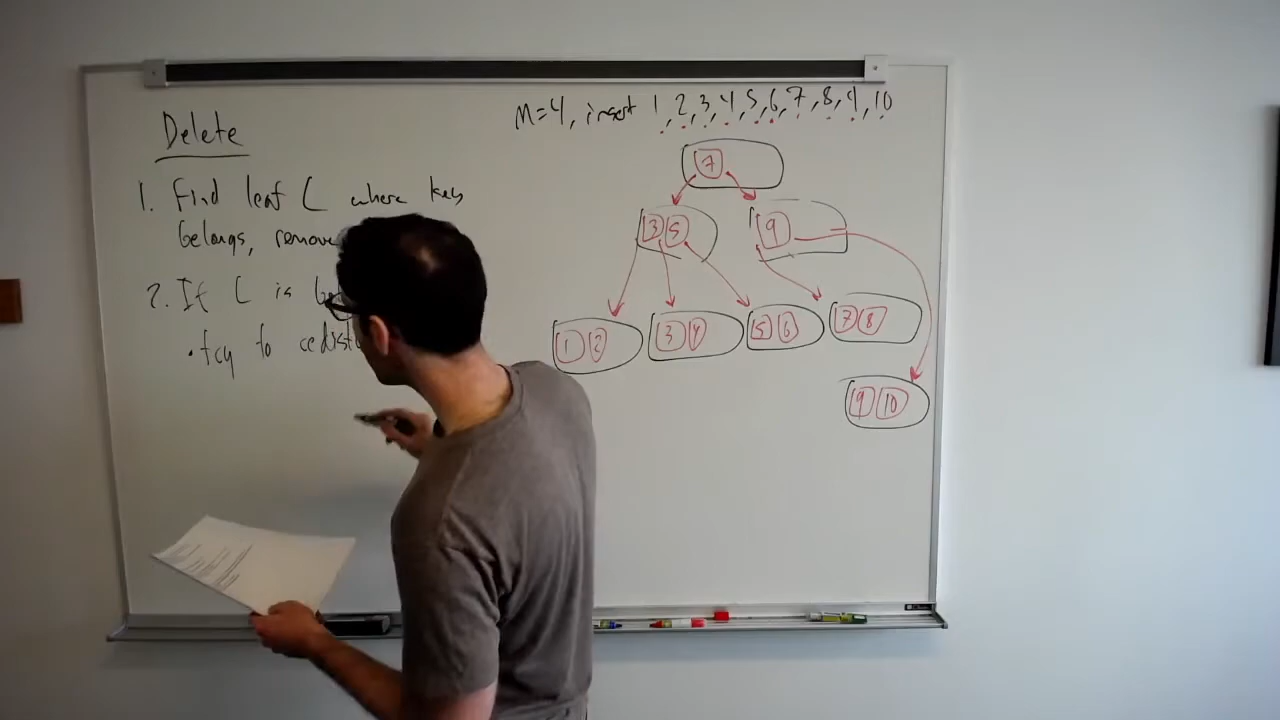 Delete
1. Find leaf L where key
belongs, remove
2. If L is
• try to
M=4, insert 1, 2, 3, 4, 5, 6, 7, 8, 9, 10
7
3 5 9
1 2 3 4 5 6 7 8
9 10